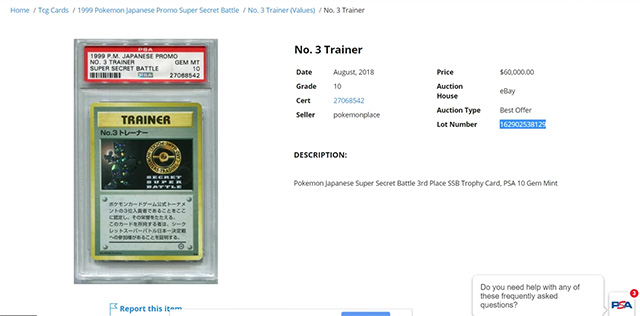 Home / Tcg Cards / 1999 Pokemon Japanese Promo Super Secret Battle / No. 3 Trainer (Values) / No. 3 Trainer
PSA
1999 P.M. JAPANESE PROMO
NO. 3 TRAINER GEM MT
SUPER SECRET BATTLE 10
PSA 27068542
TRAINER
No.3トレーナー
SECRET
SUPER
BATTLE
ポケモンカードゲーム公式トーナメ
ントの3位入賞者であることをここ
に認定し、その栄誉をたたえる。
このカードを所持する者は、シーク
レットスーパーバトル日本一決定戦
への参加権があることを証明する。
No. 3 Trainer
Date August, 2018
Grade 10
Cert 27068542
Seller pokemonplace
Price $60,000.00
Auction House eBay
Auction Type Best Offer
Lot Number 162902538129
DESCRIPTION:
Pokemon Japanese Super Secret Battle 3rd Place SSB Trophy Card, PSA 10 Gem Mint
Report this item
Do you need help with any of
these frequently asked
questions?
3
PSA